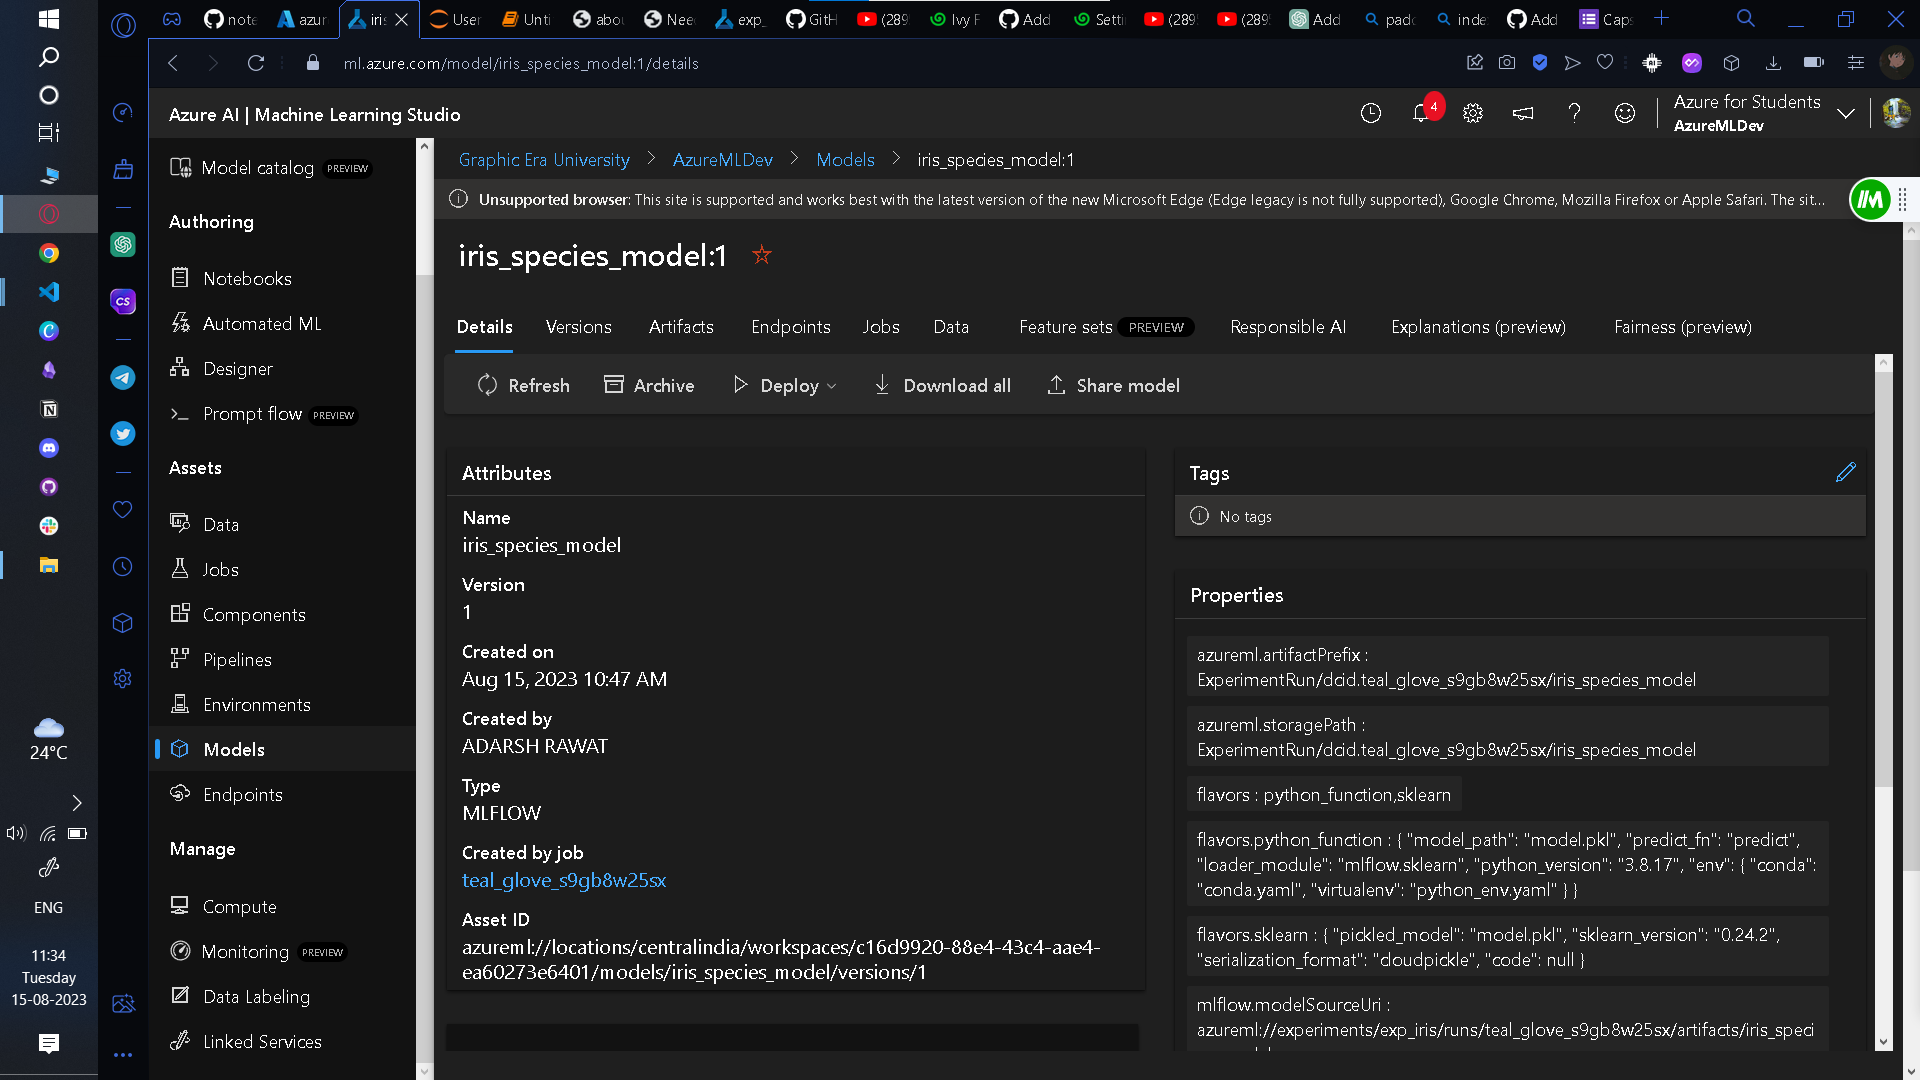 note
azur
iris
User
Unti
abou
Need
exp_
GitH
(289
Ivy F
Add
Setti
(289
(289
Add
pade
inde
Add
Caps
ml.azure.com/model/iris_species_model:1/details
Azure AI | Machine Learning Studio
4
Azure for Students
AzureMLDev
Model catalog PREVIEW
Authoring
Notebooks
Automated ML
Designer
Prompt flow PREVIEW
Assets
Data
Jobs
Components
Pipelines
Environments
Models
Endpoints
Manage
Compute
Monitoring PREVIEW
Data Labeling
Linked Services
Graphic Era University > AzureMLDev > Models > iris_species_model:1
Unsupported browser: This site is supported and works best with the latest version of the new Microsoft Edge (Edge legacy is not fully supported), Google Chrome, Mozilla Firefox or Apple Safari. The sit...
iris_species_model:1
Details Versions Artifacts Endpoints Jobs Data Feature sets PREVIEW Responsible AI Explanations (preview) Fairness (preview)
Refresh Archive Deploy Download all Share model
Attributes
Name
iris_species_model
Version
1
Created on
Aug 15, 2023 10:47 AM
Created by
ADARSH RAWAT
Type
MLFLOW
Created by job
teal_glove_s9gb8w25sx
Asset ID
azureml://locations/centralindia/workspaces/c16d9920-88e4-43c4-aae4-
ea60273e6401/models/iris_species_model/versions/1
Tags
No tags
Properties
azureml.artifactPrefix :
ExperimentRun/dcid.teal_glove_s9gb8w25sx/iris_species_model
azureml.storagePath :
ExperimentRun/dcid.teal_glove_s9gb8w25sx/iris_species_model
flavors : python_function,sklearn
flavors.python_function : { "model_path": "model.pkl", "predict_fn": "predict",
"loader_module": "mlflow.sklearn", "python_version": "3.8.17", "env": { "conda":
"conda.yaml", "virtualenv": "python_env.yaml" } }
flavors.sklearn : { "pickled_model": "model.pkl", "sklearn_version": "0.24.2",
"serialization_format": "cloudpickle", "code": null }
mlflow.modelSourceUri :
azureml://experiments/exp_iris/runs/teal_glove_s9gb8w25sx/artifacts/iris_speci
CS
24°C
ENG
11:34
Tuesday
15-08-2023